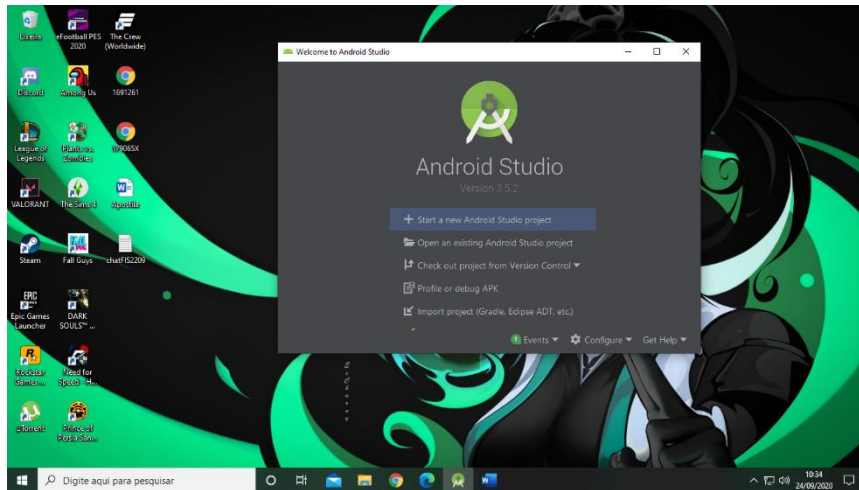 Lixeira
eFootball PES
2020
The Crew
(Worldwide)
Discord
Among Us
1691261
League of
Legends
Plants vs.
Zombies
VALORANT
The Sims 4
Apostila
Steam
Fall Guys
chatFIS2209
EPIC
GAMES
Epic Games
Launcher
DARK
SOULS™ ...
Rockstar
Games ...
Need for
Speed - H...
uTorrent
Prince of
Persia San...
Welcome to Android Studio
Android Studio
Version 3.5.2
Start a new Android Studio project
Open an existing Android Studio project
Check out project from Version Control
Profile or debug APK
Import project (Gradle, Eclipse ADT, etc.)
1 Events
Configure
Get Help
Digite aqui para pesquisar
10:34
24/09/2020